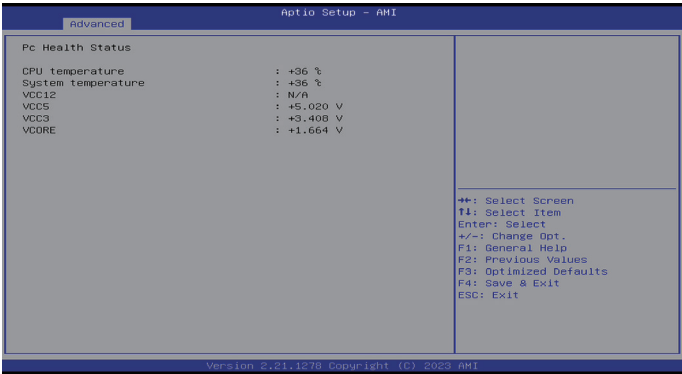 Aptio Setup - AMI
Advanced
Pc Health Status
CPU temperature : +36 ℃
System temperature : +36 ℃
VCC12 : N/A
VCC5 : +5.020 V
VCC3 : +3.408 V
VCORE : +1.664 V
→←: Select Screen
↑↓: Select Item
Enter: Select
+/-: Change Opt.
F1: General Help
F2: Previous Values
F3: Optimized Defaults
F4: Save & Exit
ESC: Exit
Version 2.21.1278 Copyright (C) 2023 AMI